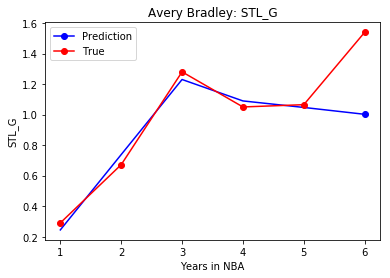 Avery Bradley: STL_G
1.6
Prediction
True
1.4
1.2
1.0
STL_G
0.8
0.6
0.4
0.2
1 2 3 4 5 6
Years in NBA